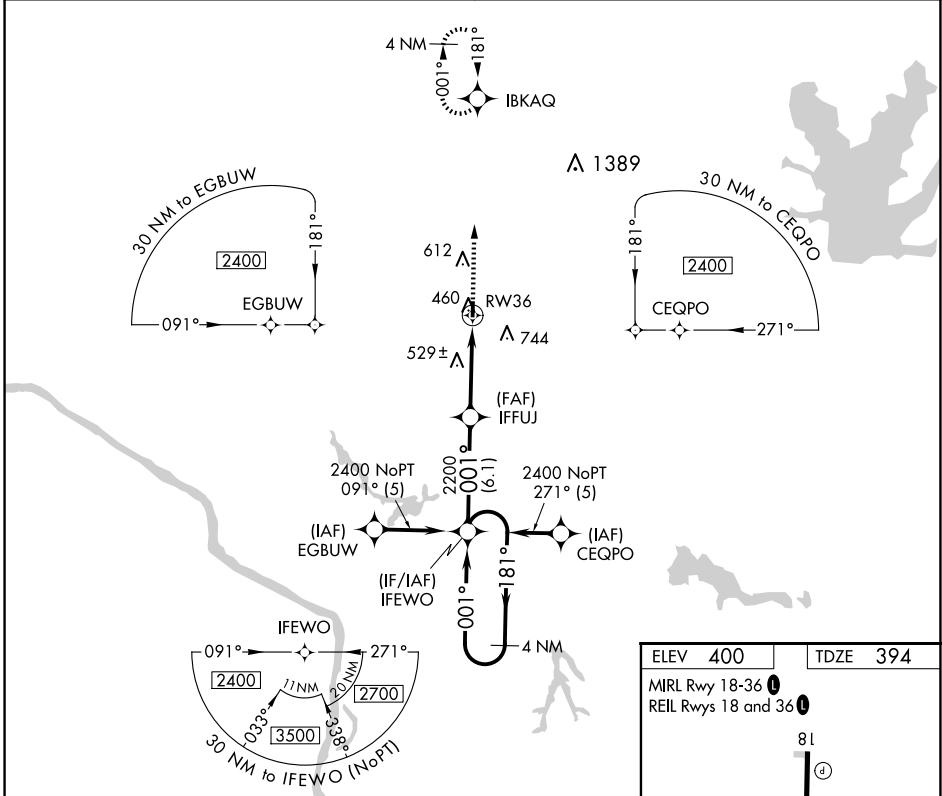 4 NM
181°
001°
IBKAQ
1389
30 NM to EGBUW
181°
2400
EGBUW
091°
30 NM to CEQPO
181°
2400
CEQPO
271°
612
460
RW36
744
529±
(FAF)
IFFUJ
2200
001°
(6.1)
2400 NoPT
091° (5)
2400 NoPT
271° (5)
(IAF)
EGBUW
(IAF)
CEQPO
(IF/IAF)
IFEWO
001°
181°
4 NM
IFEWO
091°
271°
2400
11NM
20 NM
2700
033°
3500
338°
30 NM to IFEWO (NoPT)
ELEV 400
TDZE 394
MIRL Rwy 18-36 L
REIL Rwys 18 and 36 L
18
P